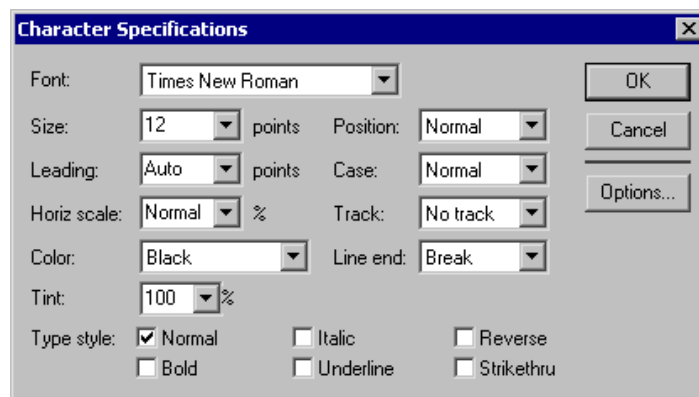 Character Specifications
Font: Times New Roman OK
Size: 12 points Position: Normal Cancel
Leading: Auto points Case: Normal
Horiz scale: Normal % Track: No track Options...
Color: Black Line end: Break
Tint: 100 %
Type style: Normal Italic Reverse
Bold Underline Strikethru